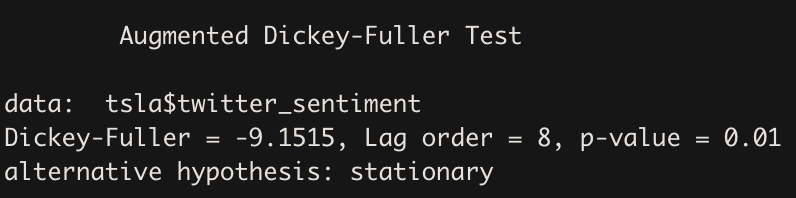 Augmented Dickey-Fuller Test
data:  tsla$twitter_sentiment
Dickey-Fuller = -9.1515, Lag order = 8, p-value = 0.01
alternative hypothesis: stationary